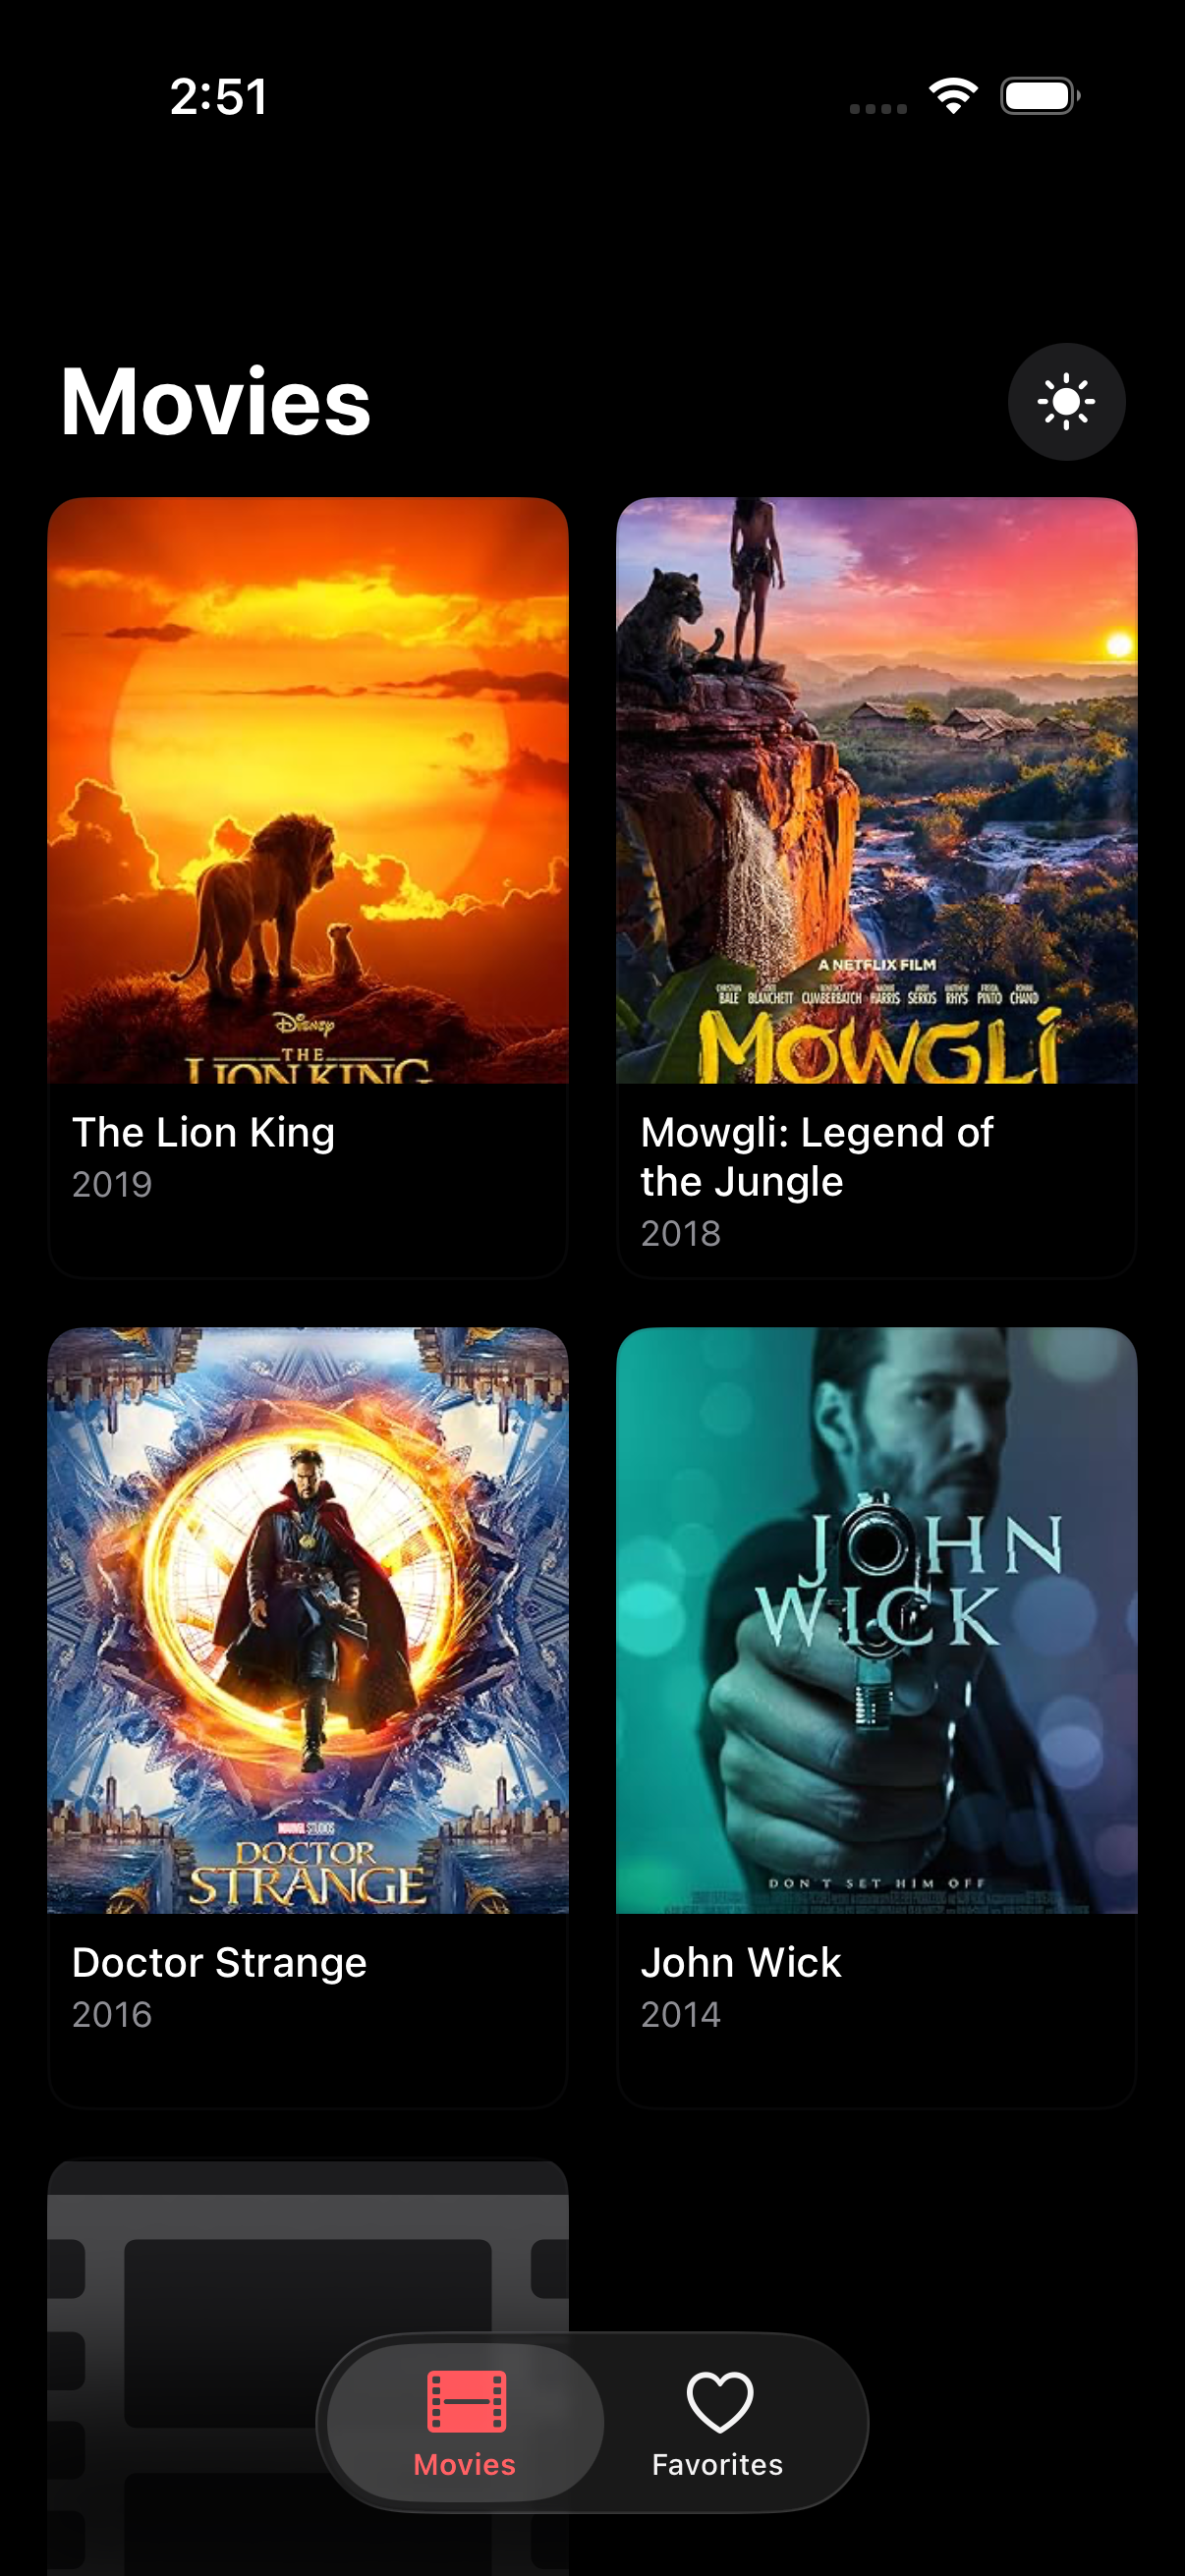 2:51
Movies
Disney
THE
LION KING
The Lion King
2019
A NETFLIX FILM
CHRISTIAN BALE CATE BLANCHETT BENEDICT CUMBERBATCH NAOMIE HARRIS ANDY SERKIS MATTHEW RHYS FREIDA PINTO ROHAN CHAND
MOWGLI
Mowgli: Legend of
the Jungle
2018
MARVEL STUDIOS
DOCTOR
STRANGE
Doctor Strange
2016
JOHN
WICK
DON'T SET HIM OFF
John Wick
2014
Movies
Favorites